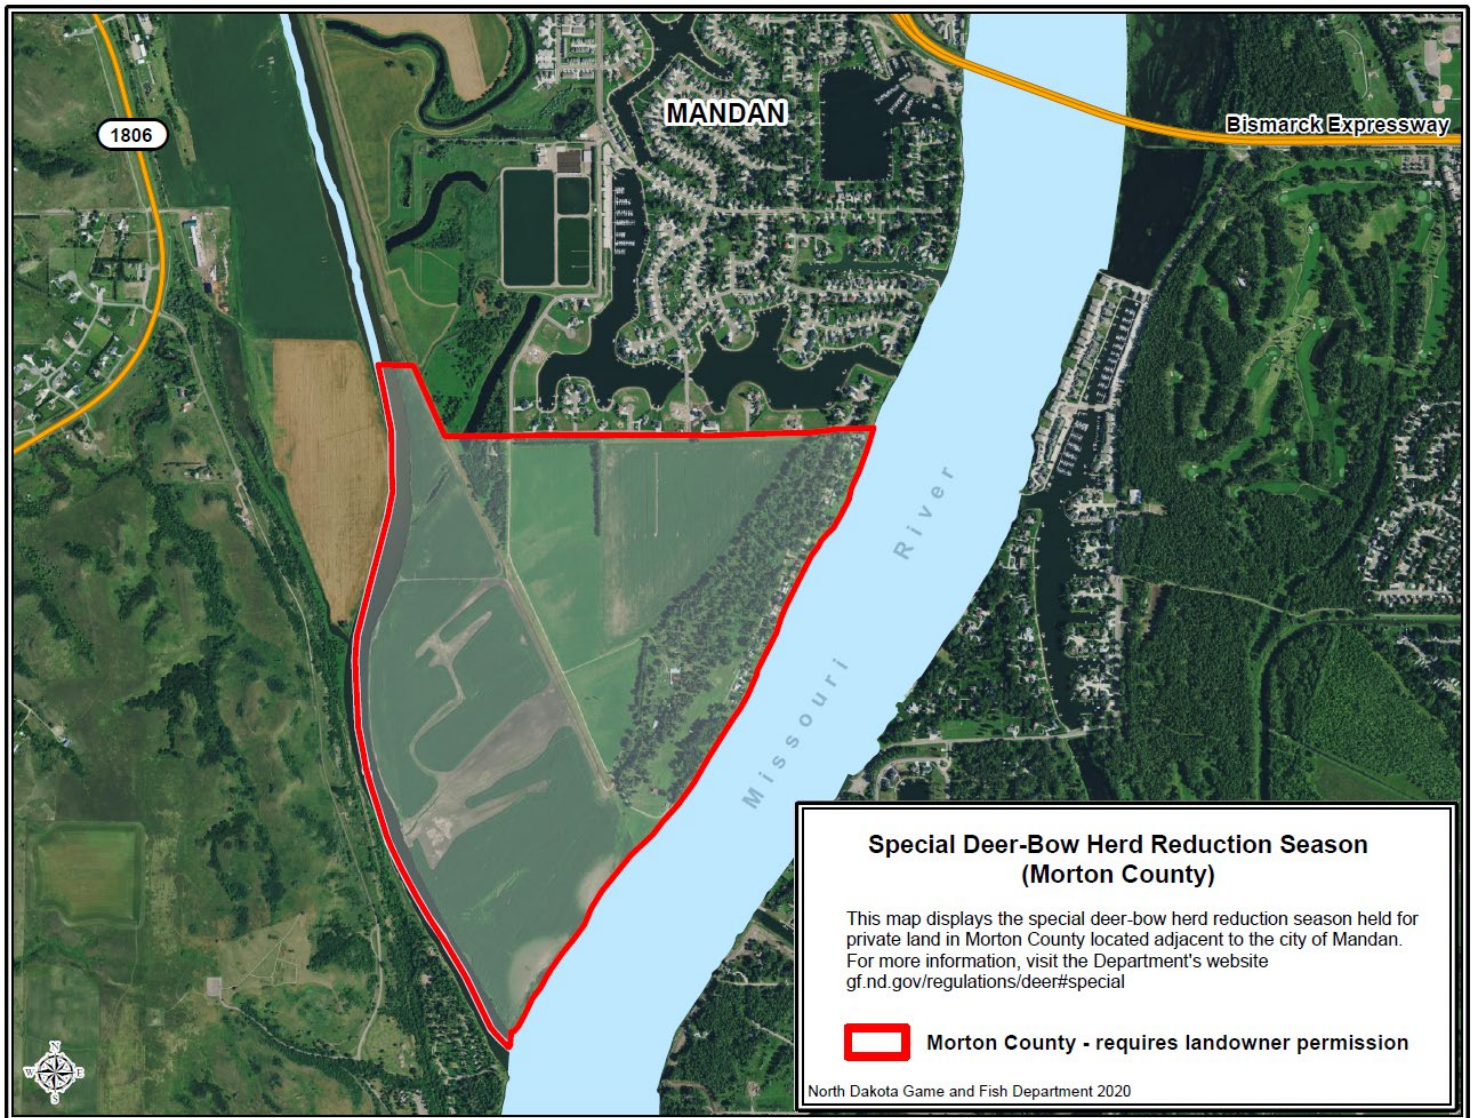 MANDAN
1806
Bismarck Expressway
Missouri River
Special Deer-Bow Herd Reduction Season
(Morton County)
This map displays the special deer-bow herd reduction season held for
private land in Morton County located adjacent to the city of Mandan.
For more information, visit the Department's website
gf.nd.gov/regulations/deer#special
Morton County - requires landowner permission
North Dakota Game and Fish Department 2020
N
W E
S